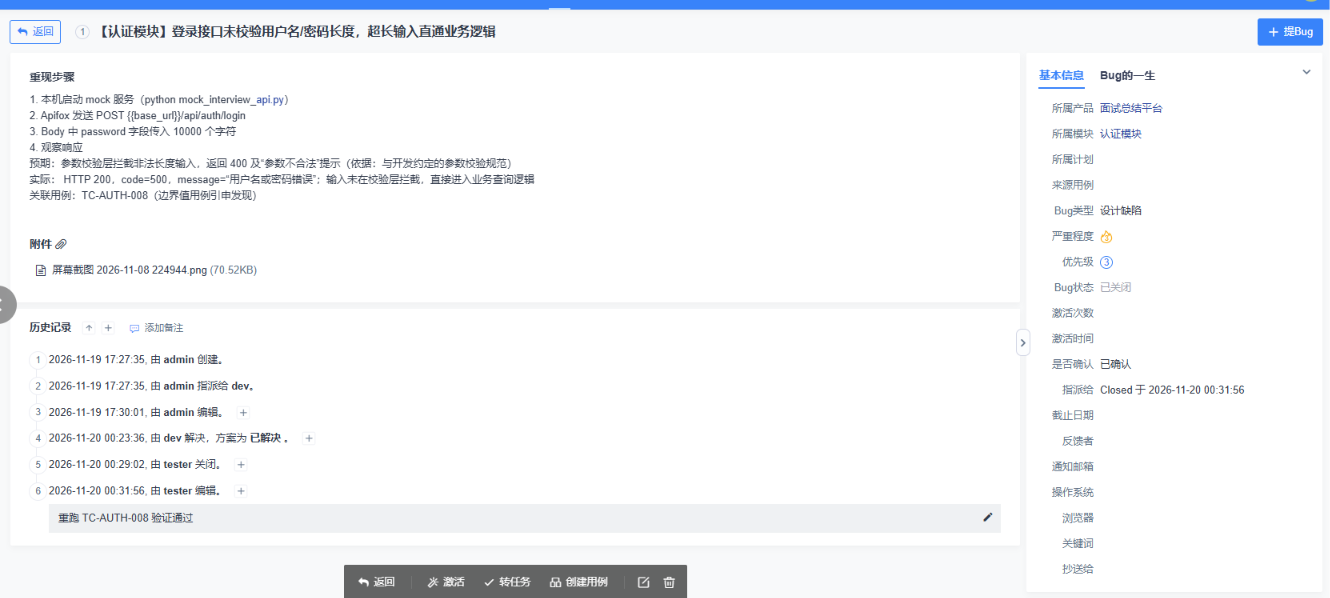 返回 1 【认证模块】登录接口未校验用户名/密码长度，超长输入直通业务逻辑 + 提Bug
重现步骤
1. 本机启动 mock 服务（python mock_interview_api.py）
2. Apifox 发送 POST {{base_url}}/api/auth/login
3. Body 中 password 字段传入 10000 个字符
4. 观察响应
预期：参数校验层拦截非法长度输入，返回 400 及“参数不合法”提示（依据：与开发约定的参数校验规范）
实际： HTTP 200，code=500，message=“用户名或密码错误”；输入未在校验层拦截，直接进入业务查询逻辑
关联用例：TC-AUTH-008（边界值用例引申发现）
附件
屏幕截图 2026-11-08 224944.png (70.52KB)
历史记录 添加备注
1 2026-11-19 17:27:35, 由 admin 创建。
2 2026-11-19 17:27:35, 由 admin 指派给 dev。
3 2026-11-19 17:30:01, 由 admin 编辑。
4 2026-11-20 00:23:36, 由 dev 解决，方案为 已解决 。
5 2026-11-20 00:29:02, 由 tester 关闭。
6 2026-11-20 00:31:56, 由 tester 编辑。
重跑 TC-AUTH-008 验证通过
返回 激活 转任务 创建用例
基本信息 Bug的一生
所属产品 面试总结平台
所属模块 认证模块
所属计划
来源用例
Bug类型 设计缺陷
严重程度 3
优先级 3
Bug状态 已关闭
激活次数
激活时间
是否确认 已确认
指派给 Closed 于 2026-11-20 00:31:56
截止日期
反馈者
通知邮箱
操作系统
浏览器
关键词
抄送给